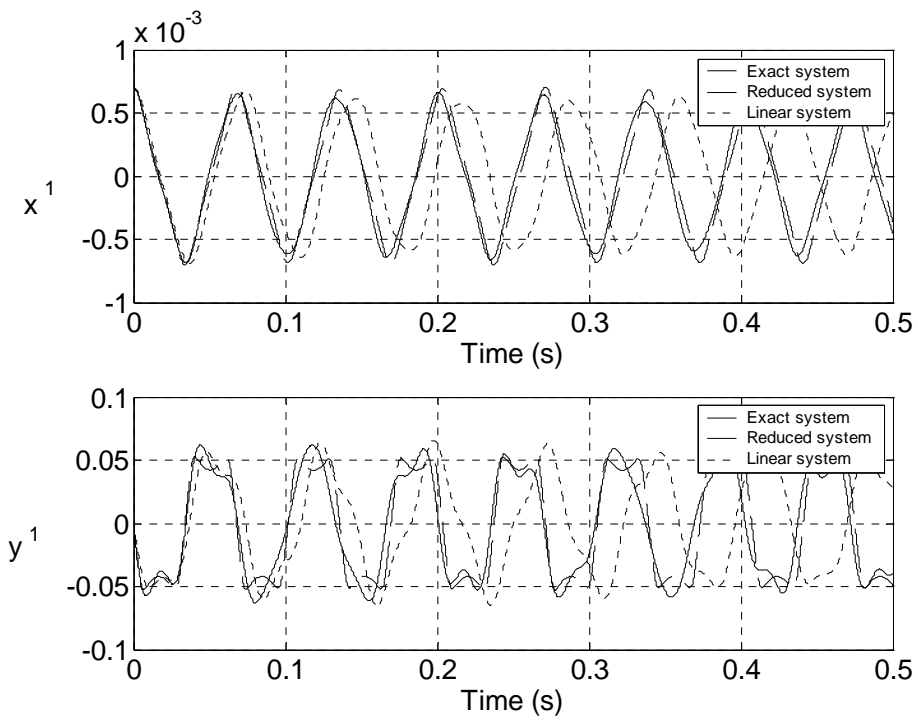 x 10⁻³
1
0.5
0
-0.5
-1
x ¹
Exact system
Reduced system
Linear system
0 0.1 0.2 0.3 0.4 0.5
Time (s)
0.1
0.05
0
-0.05
-0.1
y ¹
Exact system
Reduced system
Linear system
0 0.1 0.2 0.3 0.4 0.5
Time (s)